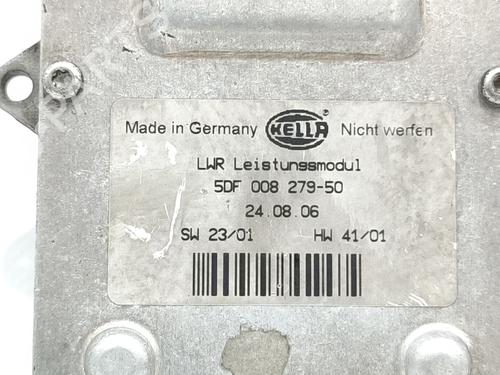 Made in Germany HELLA Nicht werfen
LWR Leistungsmodul
5DF 008 279-50
24.08.06
SW 23/01 HW 41/01